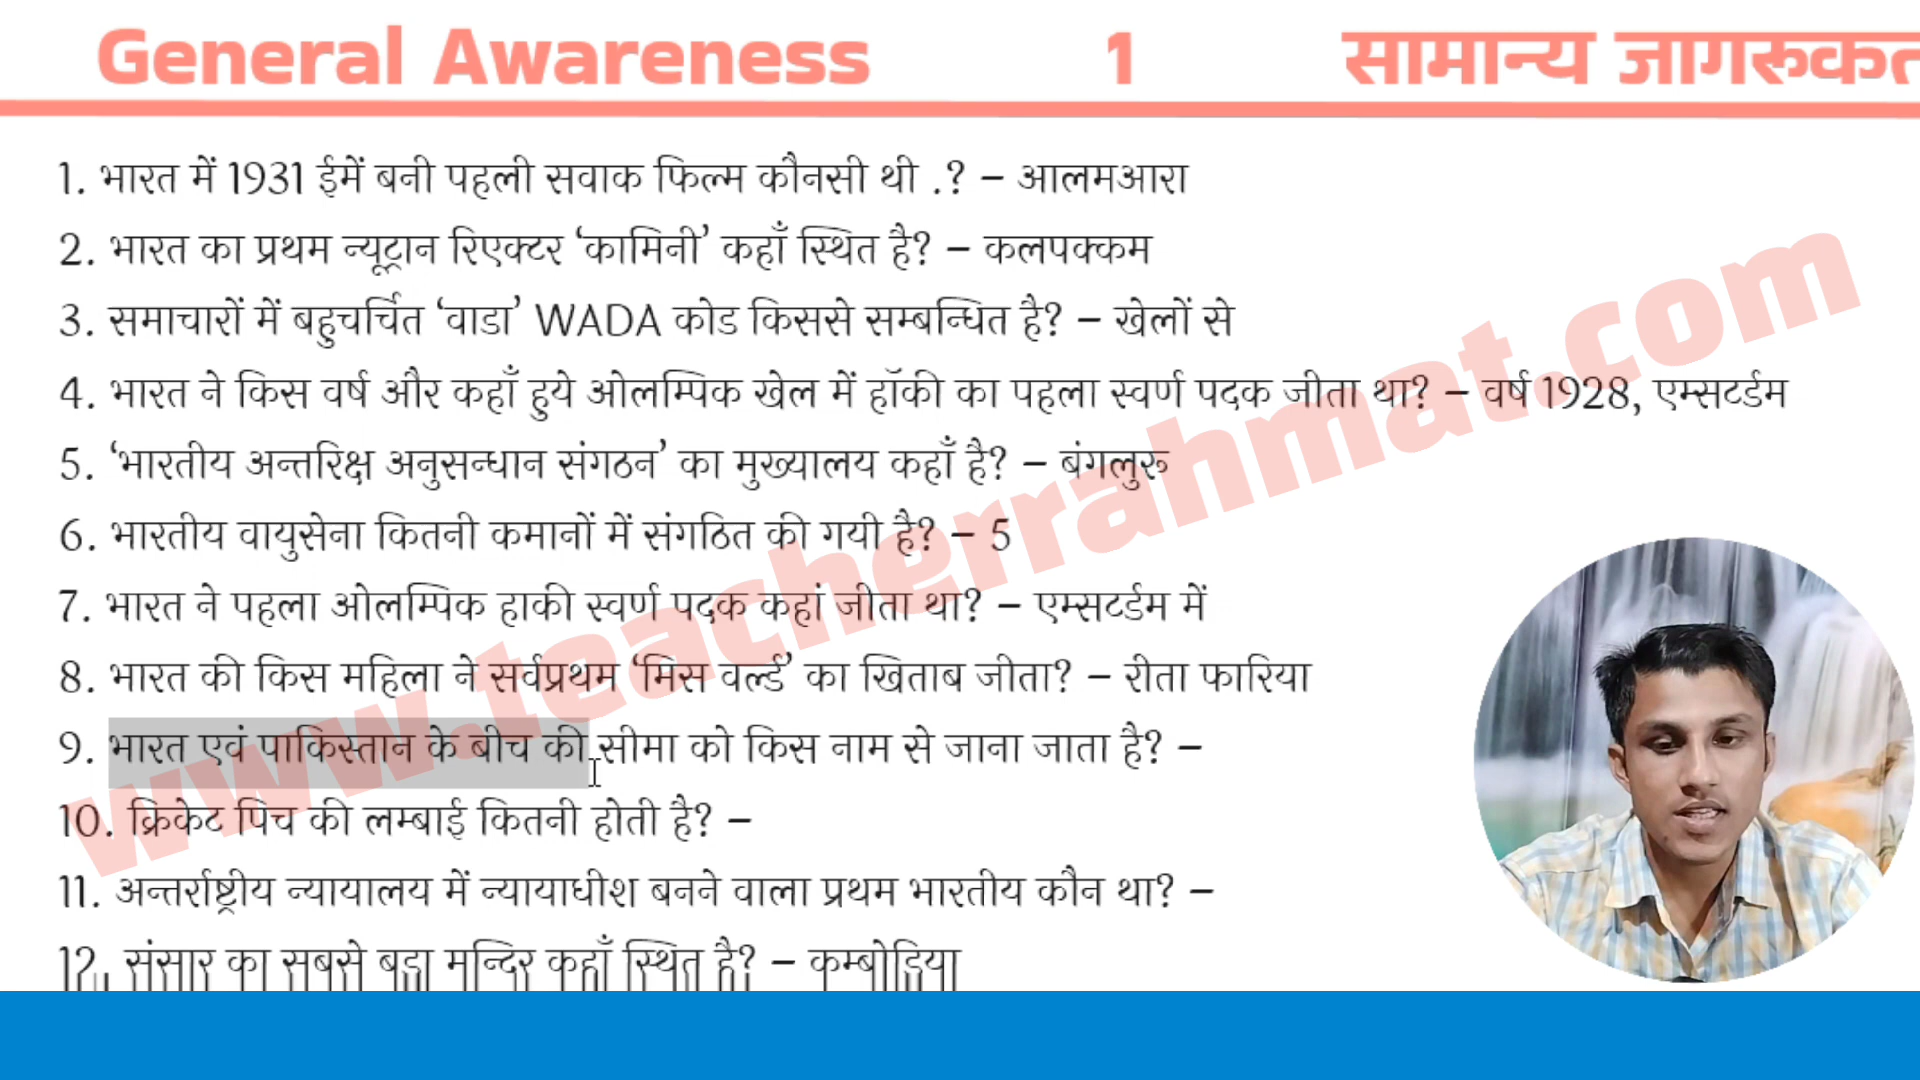 General Awareness 1 सामान्य जागरूकत
1. भारत में 1931 ईमें बनी पहली सवाक फिल्म कौनसी थी .? – आलमआरा
2. भारत का प्रथम न्यूट्रान रिएक्टर ‘कामिनी’ कहाँ स्थित है? – कलपक्कम
3. समाचारों में बहुचर्चित ‘वाडा’ WADA कोड किससे सम्बन्धित है? – खेलों से
4. भारत ने किस वर्ष और कहाँ हुये ओलम्पिक खेल में हॉकी का पहला स्वर्ण पदक जीता था? – वर्ष 1928, एम्सटर्डम
5. ‘भारतीय अन्तरिक्ष अनुसन्धान संगठन’ का मुख्यालय कहाँ है? – बंगलुरू
6. भारतीय वायुसेना कितनी कमानों में संगठित की गयी है? – 5
7. भारत ने पहला ओलम्पिक हाकी स्वर्ण पदक कहां जीता था? – एम्सटर्डम में
8. भारत की किस महिला ने सर्वप्रथम ‘मिस वर्ल्ड’ का खिताब जीता? – रीता फारिया
9. भारत एवं पाकिस्तान के बीच की सीमा को किस नाम से जाना जाता है? –
10. क्रिकेट पिच की लम्बाई कितनी होती है? –
11. अन्तर्राष्ट्रीय न्यायालय में न्यायाधीश बनने वाला प्रथम भारतीय कौन था? –
12. संसार का सबसे बड़ा मन्दिर कहाँ स्थित है? – कम्बोडिया
www.teacherrahmat.com